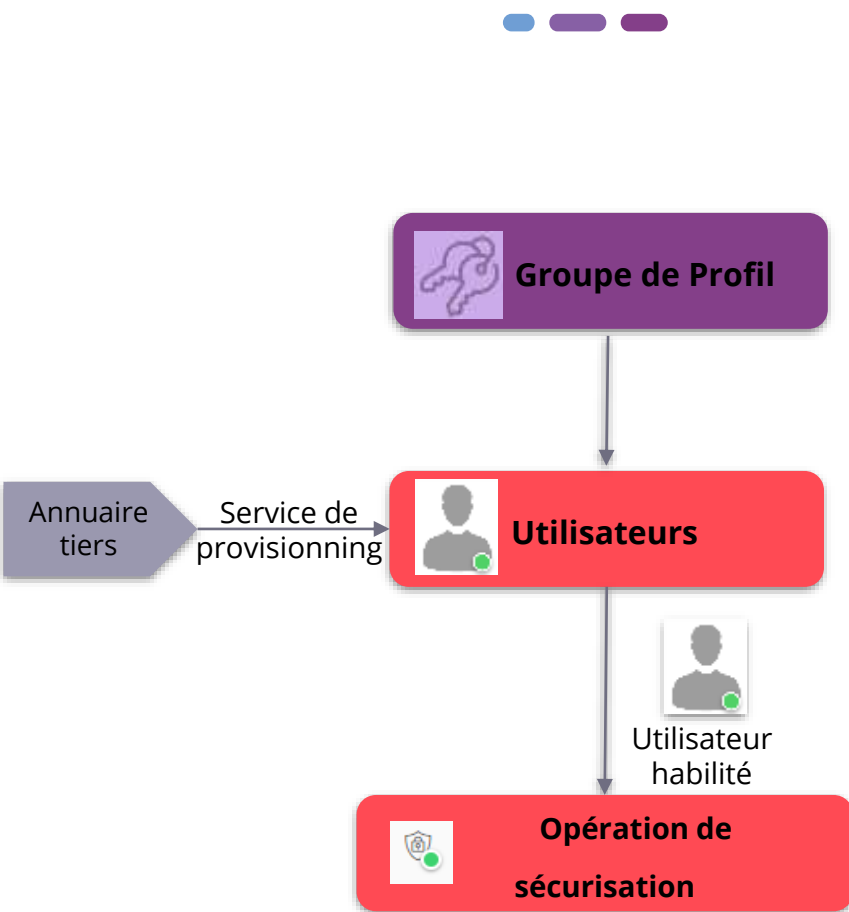 Groupe de Profil
Annuaire
tiers
Service de
provisionning
Utilisateurs
Utilisateur
habilité
Opération de
sécurisation